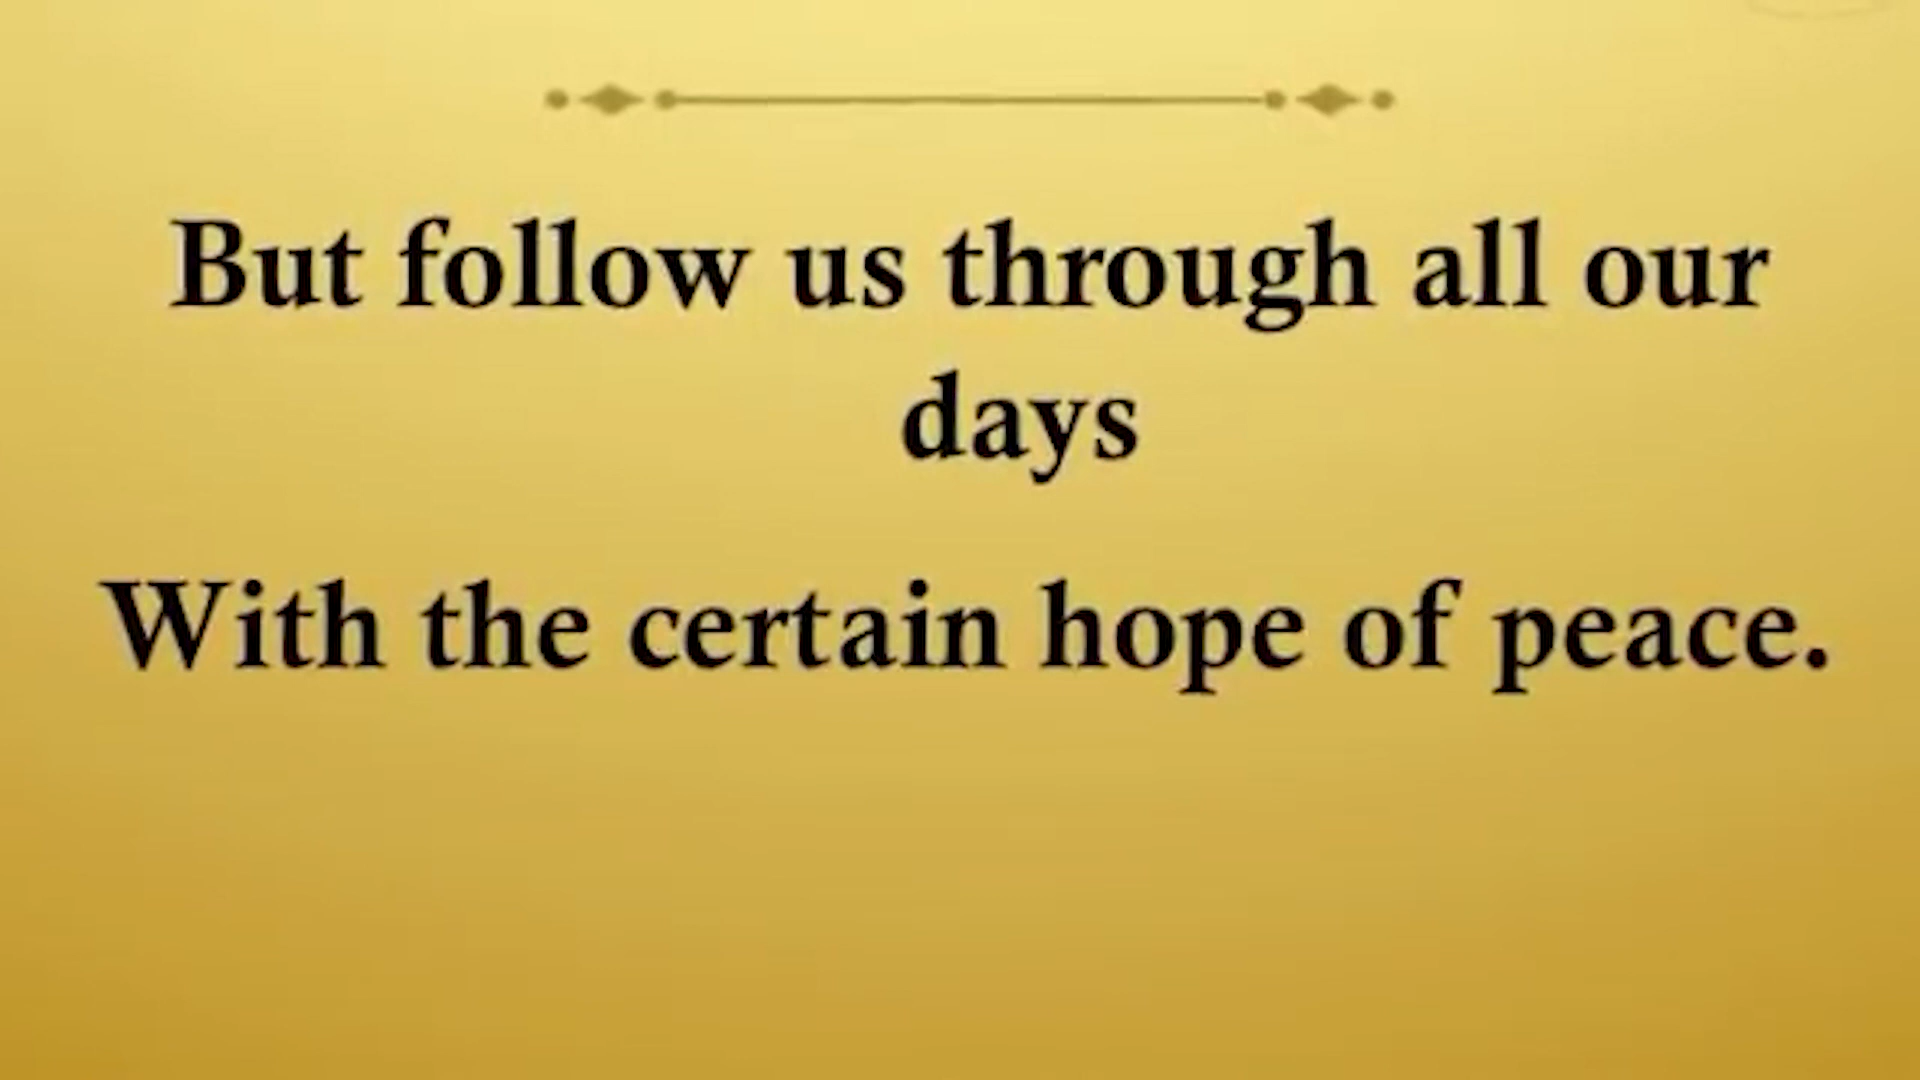 But follow us through all our
days
With the certain hope of peace.